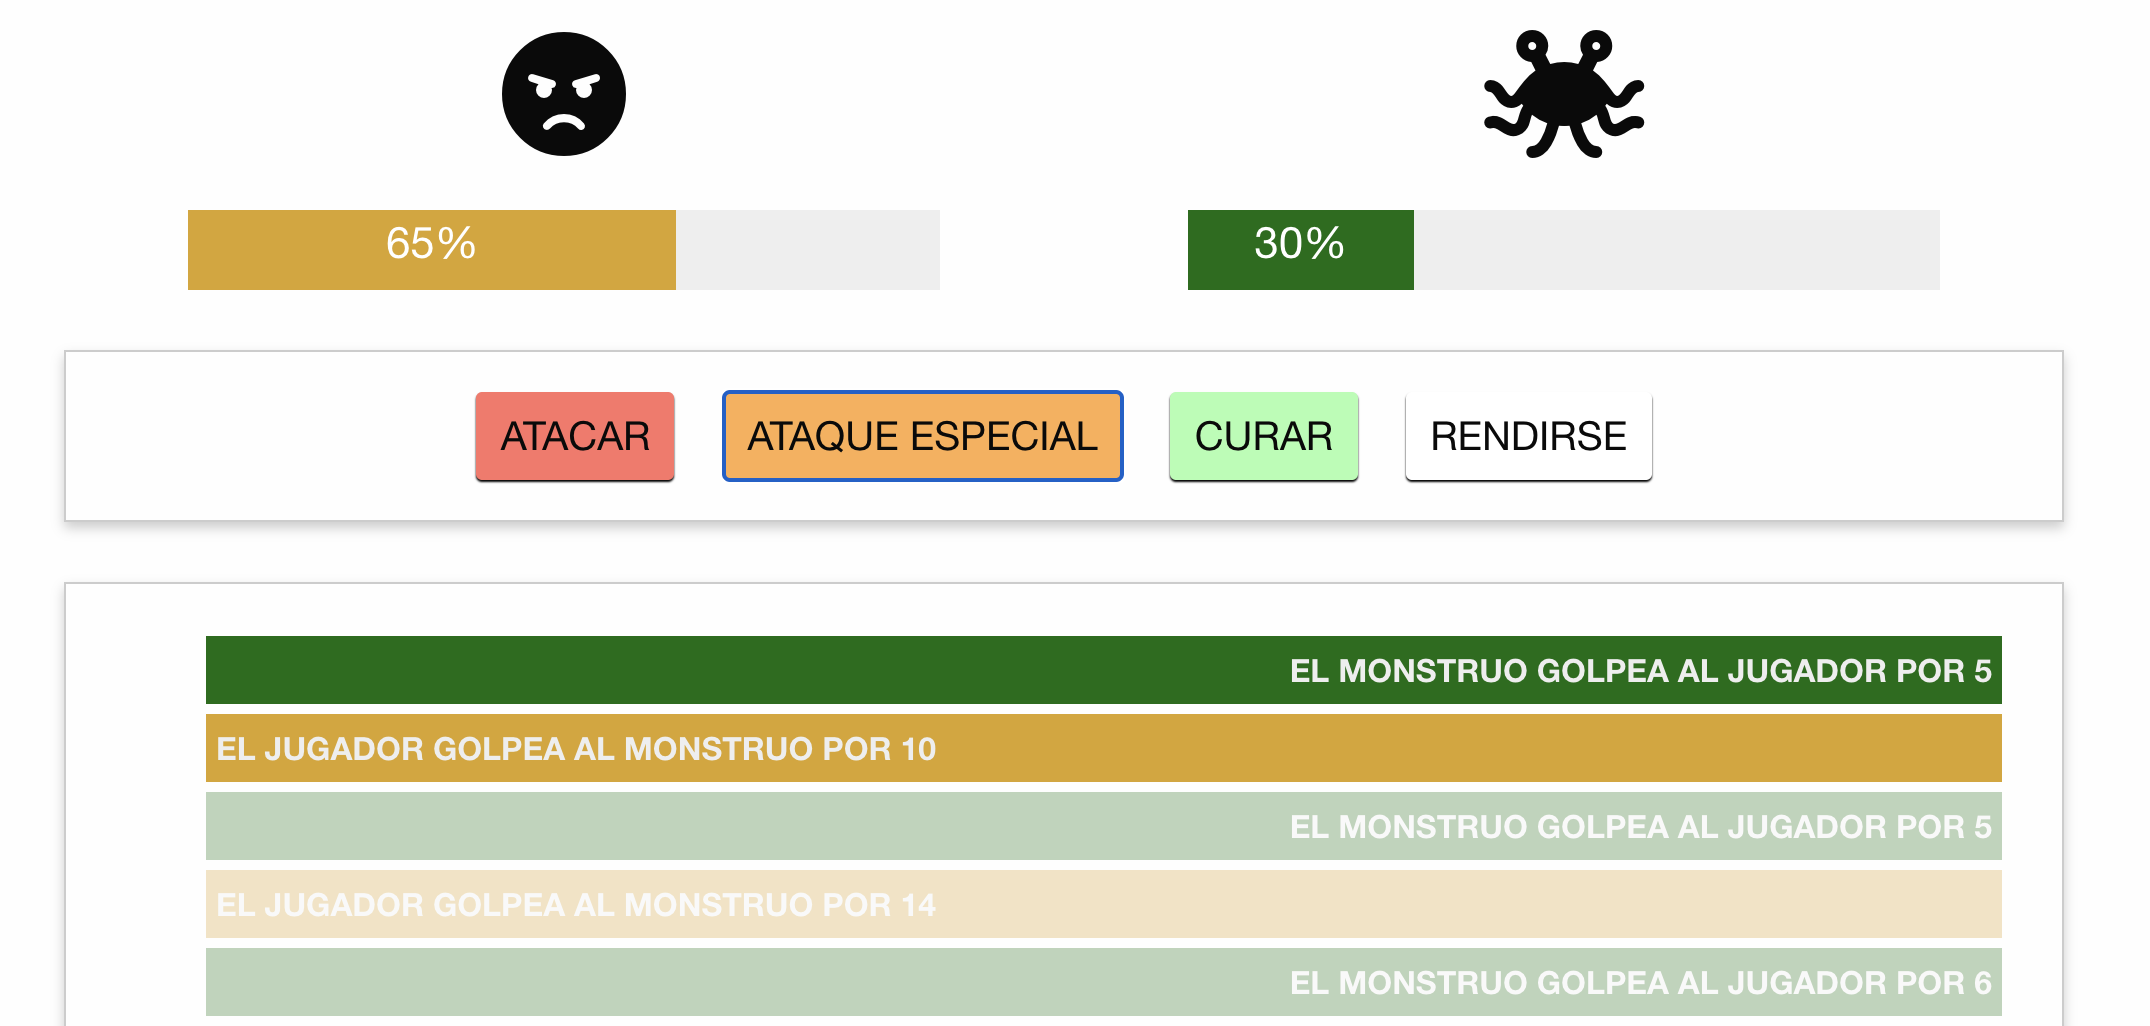 65%
30%
ATACAR
ATAQUE ESPECIAL
CURAR
RENDIRSE
EL MONSTRUO GOLPEA AL JUGADOR POR 5
EL JUGADOR GOLPEA AL MONSTRUO POR 10
EL MONSTRUO GOLPEA AL JUGADOR POR 5
EL JUGADOR GOLPEA AL MONSTRUO POR 14
EL MONSTRUO GOLPEA AL JUGADOR POR 6